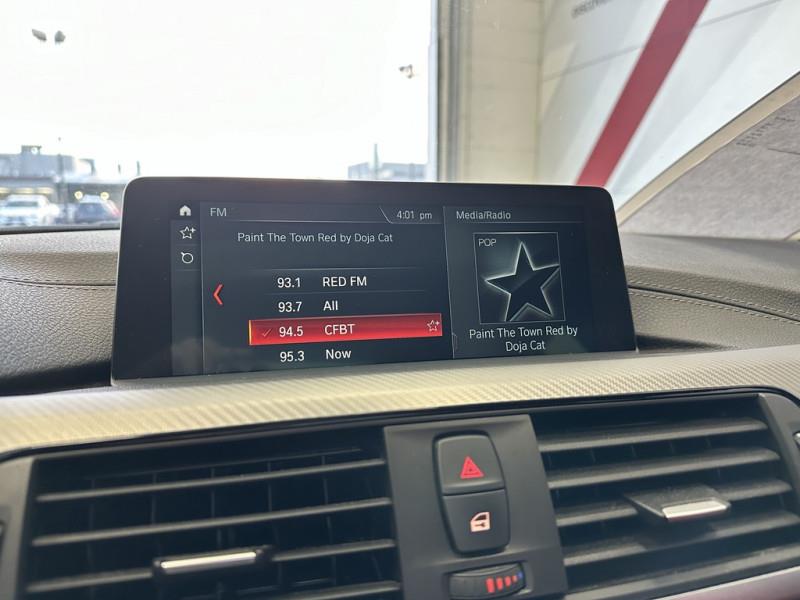 FM
4:01 pm
Media/Radio
Paint The Town Red by Doja Cat
93.1 RED FM
93.7 All
94.5 CFBT
95.3 Now
POP
Paint The Town Red by
Doja Cat